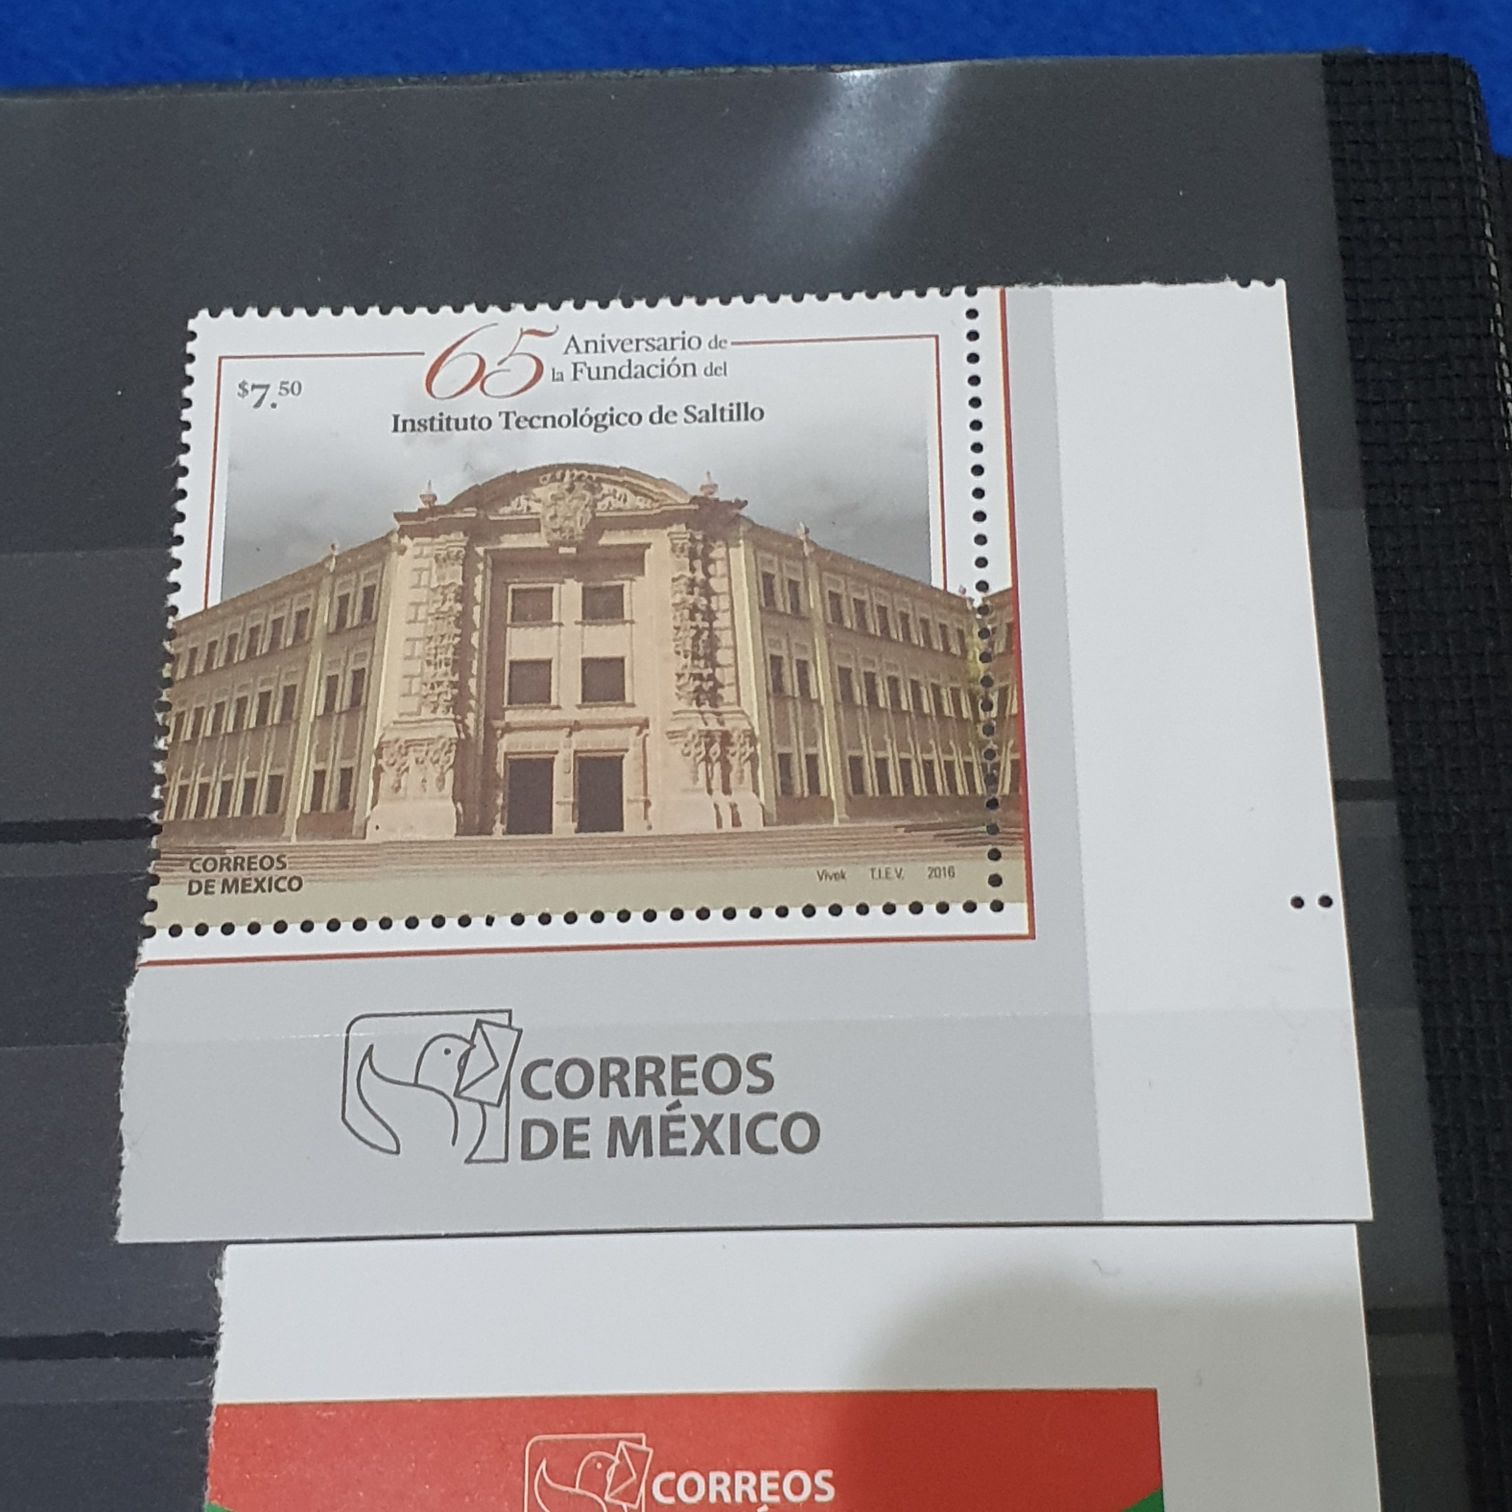 65 Aniversario de
la Fundación del
$7.50
Instituto Tecnológico de Saltillo
CORREOS
DE MÉXICO
Vivek T.I.E.V. 2016
CORREOS
DE MÉXICO
CORREOS